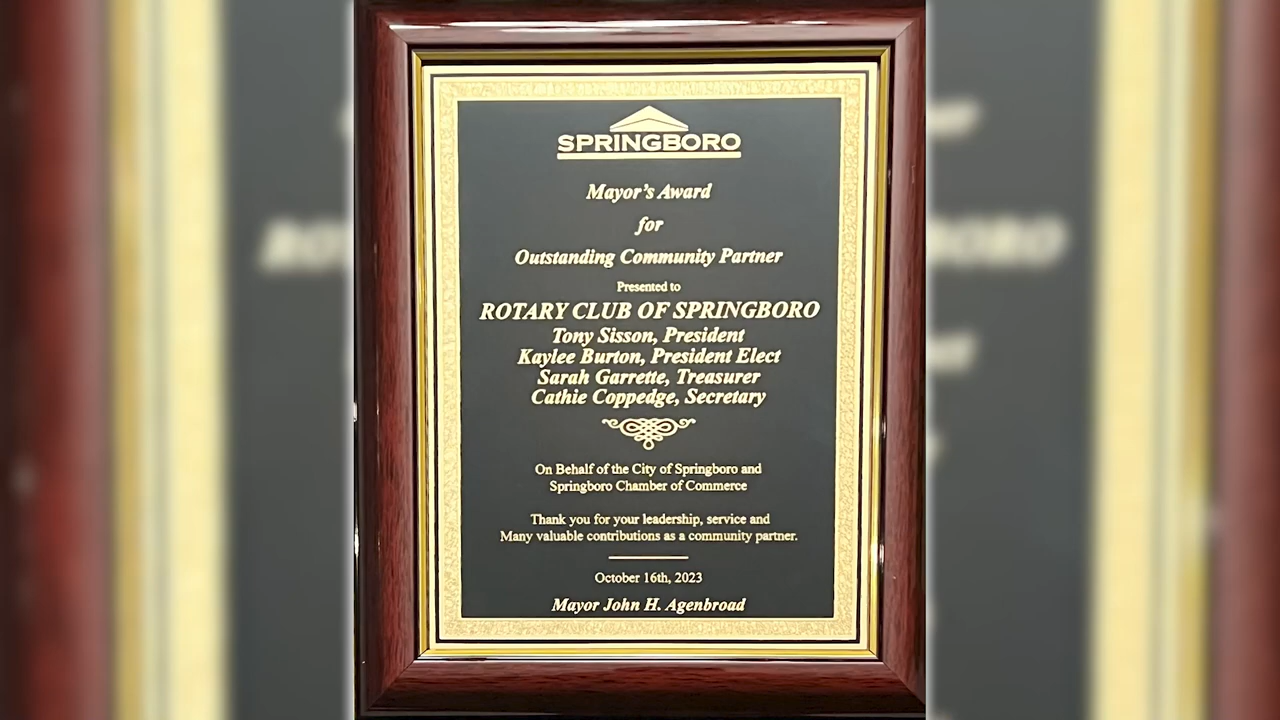 SPRINGBORO
Mayor's Award
for
Outstanding Community Partner
Presented to
ROTARY CLUB OF SPRINGBORO
Tony Sisson, President
Kaylee Burton, President Elect
Sarah Garrette, Treasurer
Cathie Coppedge, Secretary
On Behalf of the City of Springboro and
Springboro Chamber of Commerce
Thank you for your leadership, service and
Many valuable contributions as a community partner.
October 16th, 2023
Mayor John H. Agenbroad